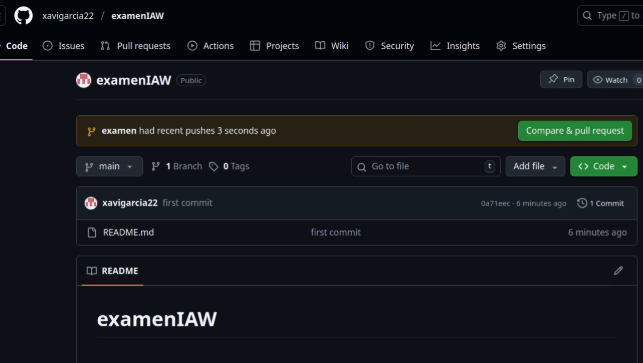 xavigarcia22 / examenIAW
Type / to
Code Issues Pull requests Actions Projects Wiki Security Insights Settings
examenIAW Public
Pin Watch 0
examen had recent pushes 3 seconds ago Compare & pull request
main 1 Branch 0 Tags Go to file t Add file Code
xavigarcia22 first commit 0a71eec · 6 minutes ago 1 Commit
README.md first commit 6 minutes ago
README
examenIAW